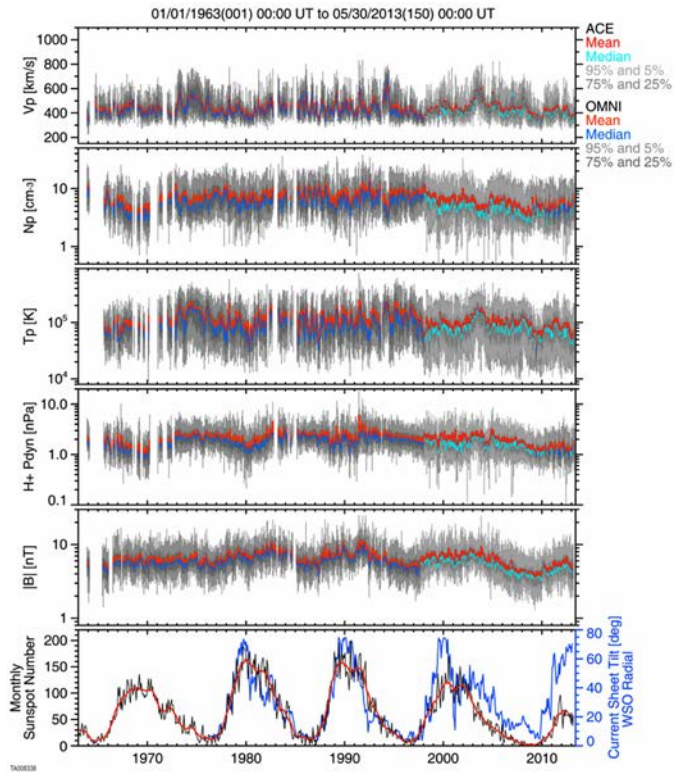 01/01/1963(001) 00:00 UT to 05/30/2013(150) 00:00 UT
ACE
Mean
Median
95% and 5%
75% and 25%
OMNI
Mean
Median
95% and 5%
75% and 25%
Vp [km/s]
1000
800
600
400
200
Np [cm-3]
10
1
Tp [K]
10^5
10^4
H+ Pdyn [nPa]
10.0
1.0
0.1
|B| [nT]
10
1
Monthly
Sunspot Number
200
150
100
50
0
80
60
40
20
0
Current Sheet Tilt [deg]
WSO Radial
1970 1980 1990 2000 2010